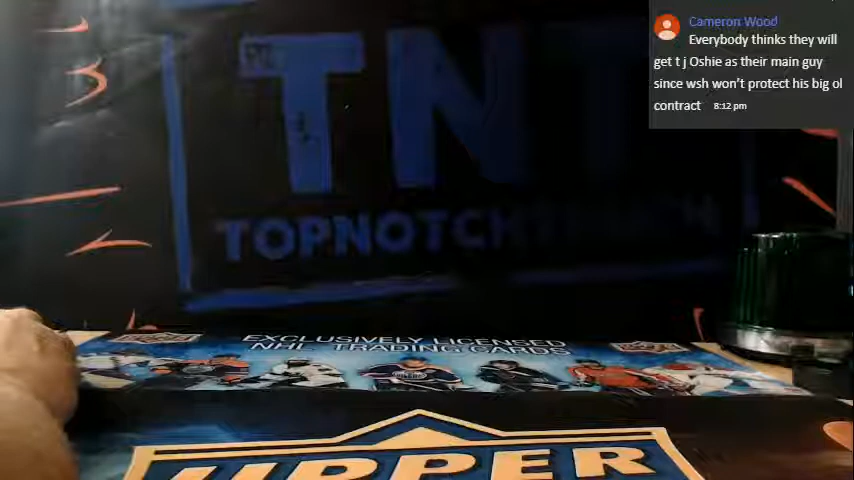 Cameron Wood
Everybody thinks they will
get t j Oshie as their main guy
since wsh won't protect his big ol
contract 8:12 pm
TNT
TOPNOTCH
EXCLUSIVELY LICENSED
NHL TRADING CARDS
UPPER